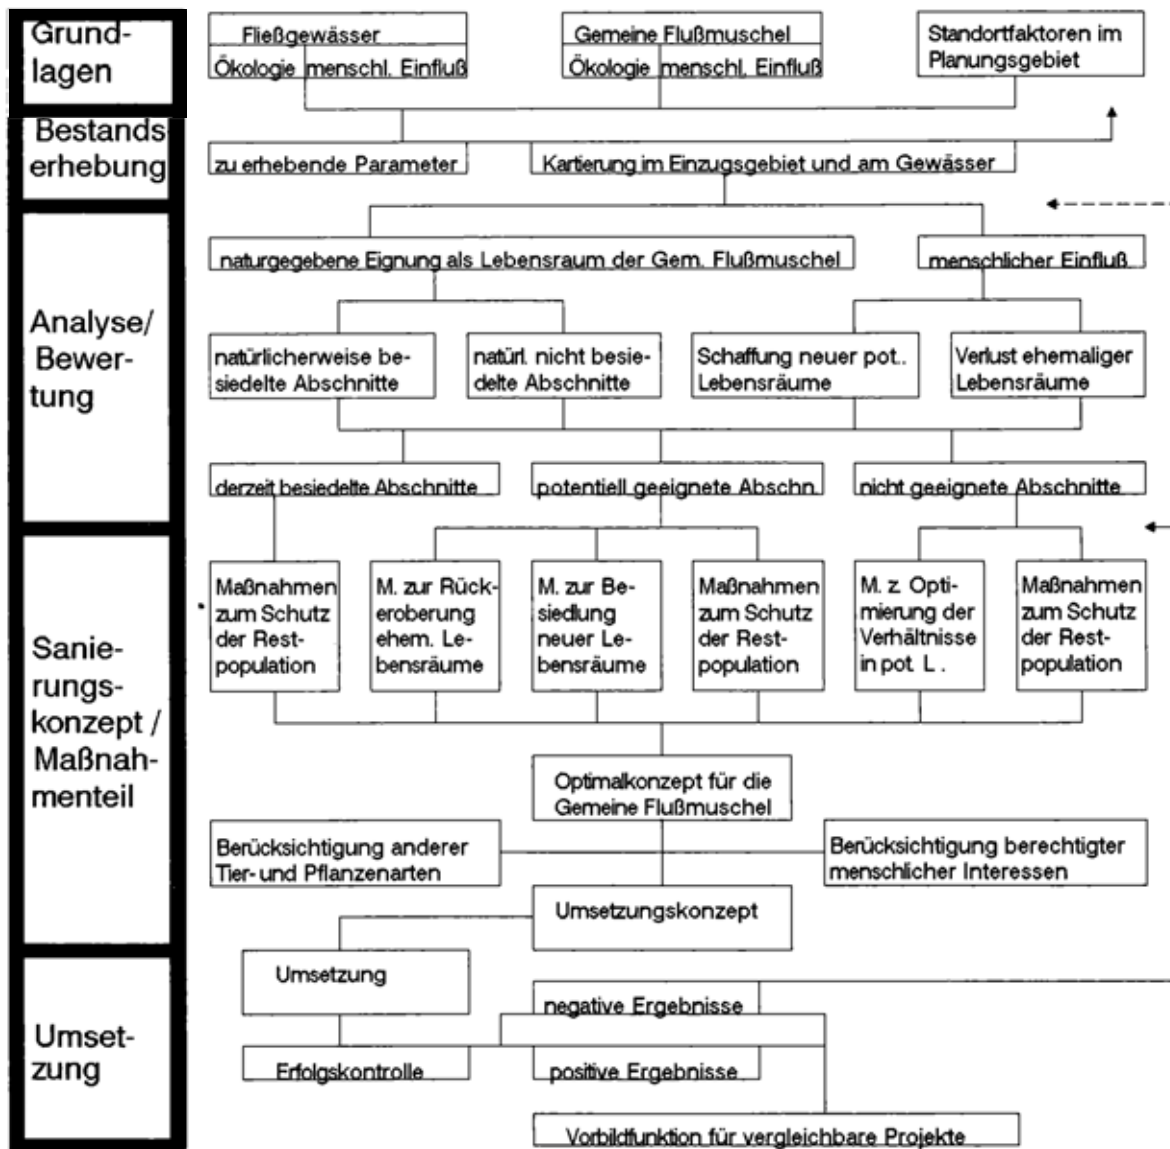 Grund-
lagen
Fließgewässer
Ökologie menschl. Einfluß
Gemeine Flußmuschel
Ökologie menschl. Einfluß
Standortfaktoren im
Planungsgebiet
Bestands
erhebung
zu erhebende Parameter
Kartierung im Einzugsgebiet und am Gewässer
Analyse/
Bewer-
tung
naturgegebene Eignung als Lebensraum der Gem. Flußmuschel
menschlicher Einfluß
natürlicherweise be-
siedelte Abschnitte
natürl. nicht besie-
delte Abschnitte
Schaffung neuer pot..
Lebensräume
Verlust ehemaliger
Lebensräume
derzeit besiedelte Abschnitte
potentiell geeignete Abschn.
nicht geeignete Abschnitte
Sanie-
rungs-
konzept /
Maßnah-
menteil
Maßnahmen
zum Schutz
der Rest-
population
M. zur Rück-
eroberung
ehem. Le-
bensräume
M. zur Be-
siedlung
neuer Le-
bensräume
Maßnahmen
zum Schutz
der Rest-
population
M. z. Opti-
mierung der
Verhältnisse
in pot. L .
Maßnahmen
zum Schutz
der Rest-
population
Optimalkonzept für die
Gemeine Flußmuschel
Berücksichtigung anderer
Tier- und Pflanzenarten
Berücksichtigung berechtigter
menschlicher Interessen
Umsetzungskonzept
Umset-
zung
Umsetzung
negative Ergebnisse
Erfolgskontrolle
positive Ergebnisse
Vorbildfunktion für vergleichbare Projekte